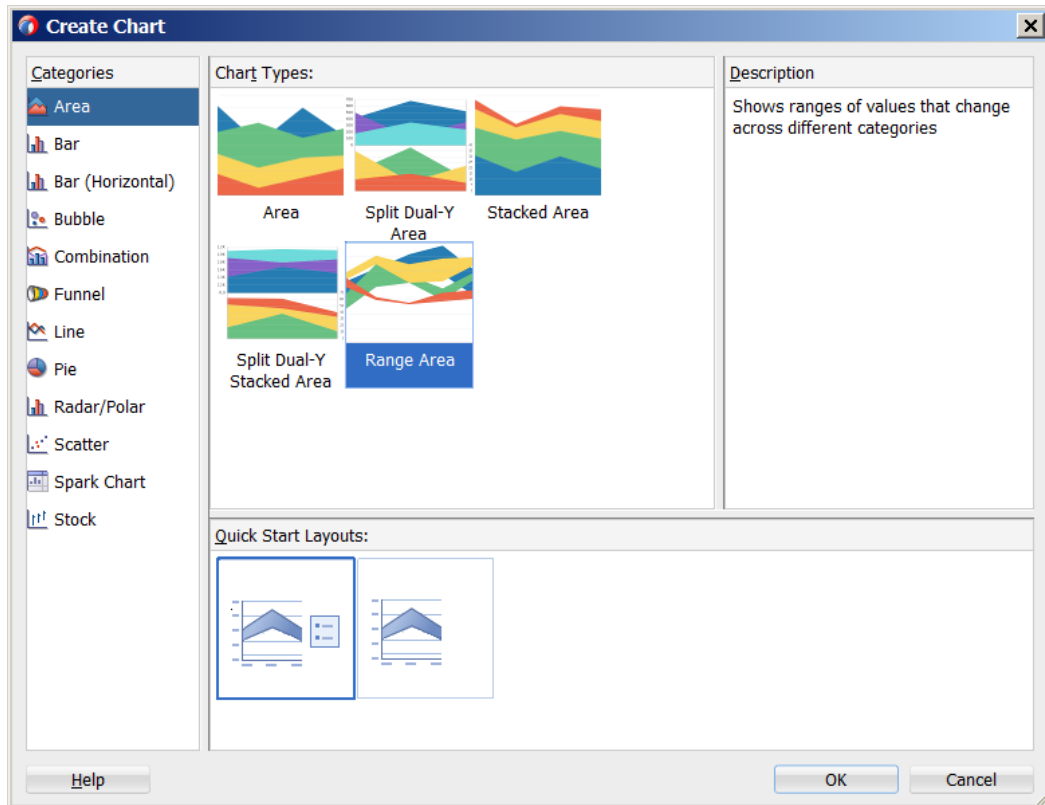 Create Chart
Categories
Area
Bar
Bar (Horizontal)
Bubble
Combination
Funnel
Line
Pie
Radar/Polar
Scatter
Spark Chart
Stock
Chart Types:
Area
Split Dual-Y
Area
Stacked Area
Split Dual-Y
Stacked Area
Range Area
Description
Shows ranges of values that change
across different categories
Quick Start Layouts:
Help
OK
Cancel